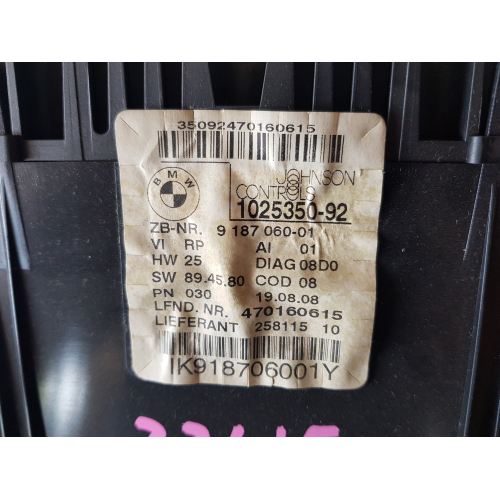 35092470160615
BMW
JOHNSON
CONTROLS
1025350-92
ZB-NR. 9 187 060-01
VI RP AI 01
HW 25 DIAG 08D0
SW 89.45.80 COD 08
PN 030 19.08.08
LFND. NR. 470160615
LIEFERANT 258115 10
IK918706001Y